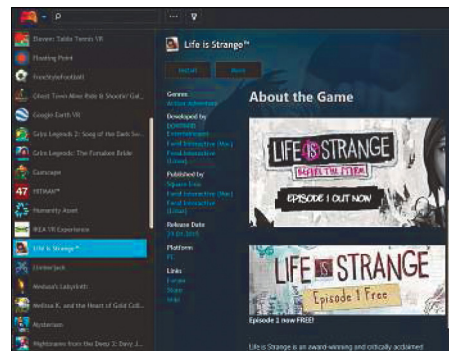 Eleven: Table Tennis VR
Floating Point
FreeStyleFootball
Ghost Town Mine Ride & Shootin' Gal...
Google Earth VR
Grim Legends 2: Song of the Dark Sw...
Grim Legends: The Forsaken Bride
Gunscape
HITMAN™
Humanity Asset
IKEA VR Experience
Life is Strange™
Limberjack
Medusa's Labyrinth
Melissa K. and the Heart of Gold Coll...
Mysterium
Nightmares from the Deep 3: Davy J...
Life is Strange™
Install
More
Genres
Action Adventure
Developed by
DONTNOD
Entertainment
Feral Interactive (Mac)
Feral Interactive
(Linux)
Published by
Square Enix
Feral Interactive (Mac)
Feral Interactive
(Linux)
Release Date
Platform
PC
Links
Forum
Store
Wiki
About the Game
LIFE IS STRANGE
BEFORE THE STORM
EPISODE 1 OUT NOW
LIFE IS STRANGE
Episode 1 Free
Episode 1 now FREE!
Life is Strange is an award-winning and critically acclaimed